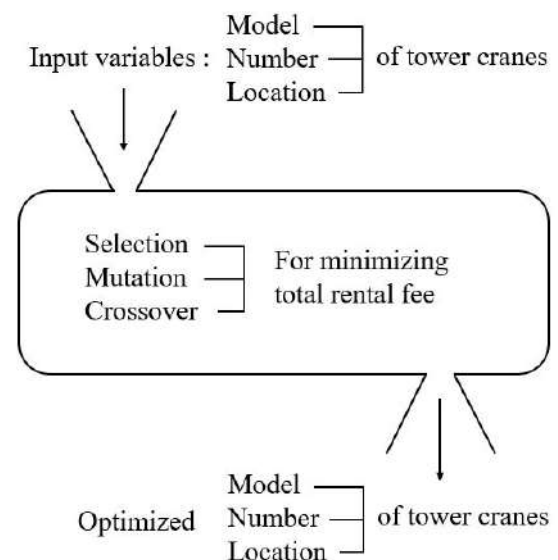 Model
Input variables : Number of tower cranes
Location
Selection
Mutation For minimizing
Crossover total rental fee
Model
Optimized Number of tower cranes
Location